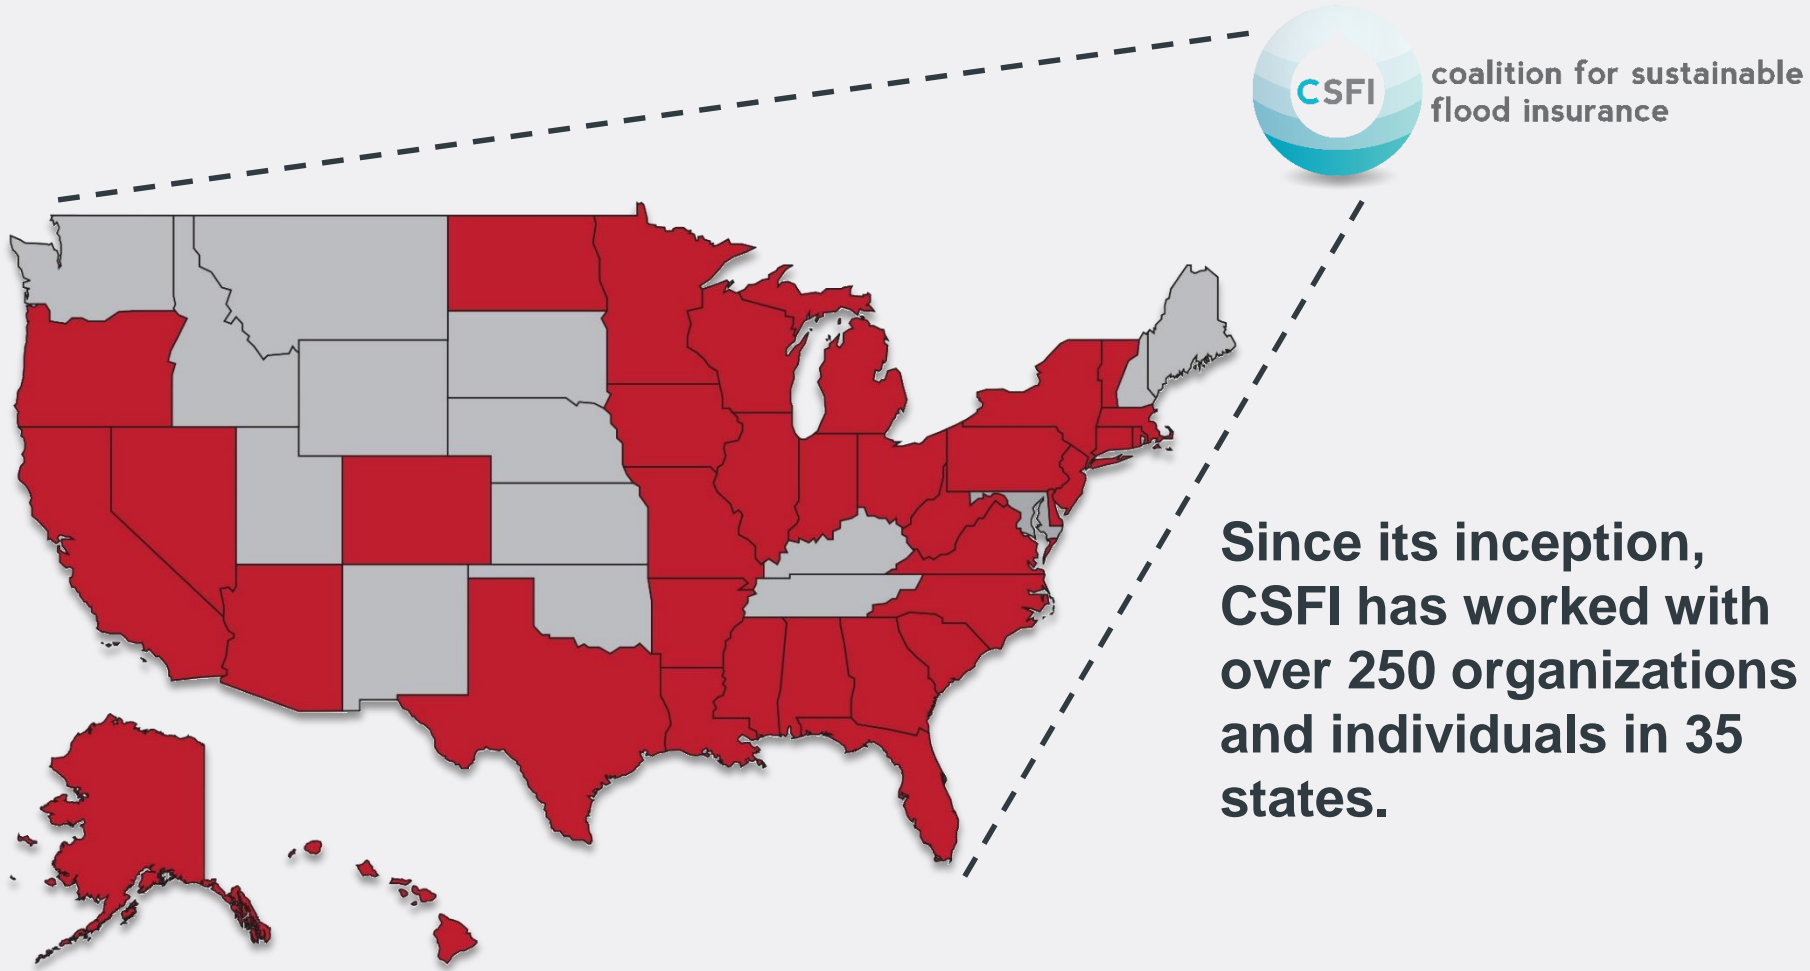 CSFI
coalition for sustainable
flood insurance
Since its inception,
CSFI has worked with
over 250 organizations
and individuals in 35
states.